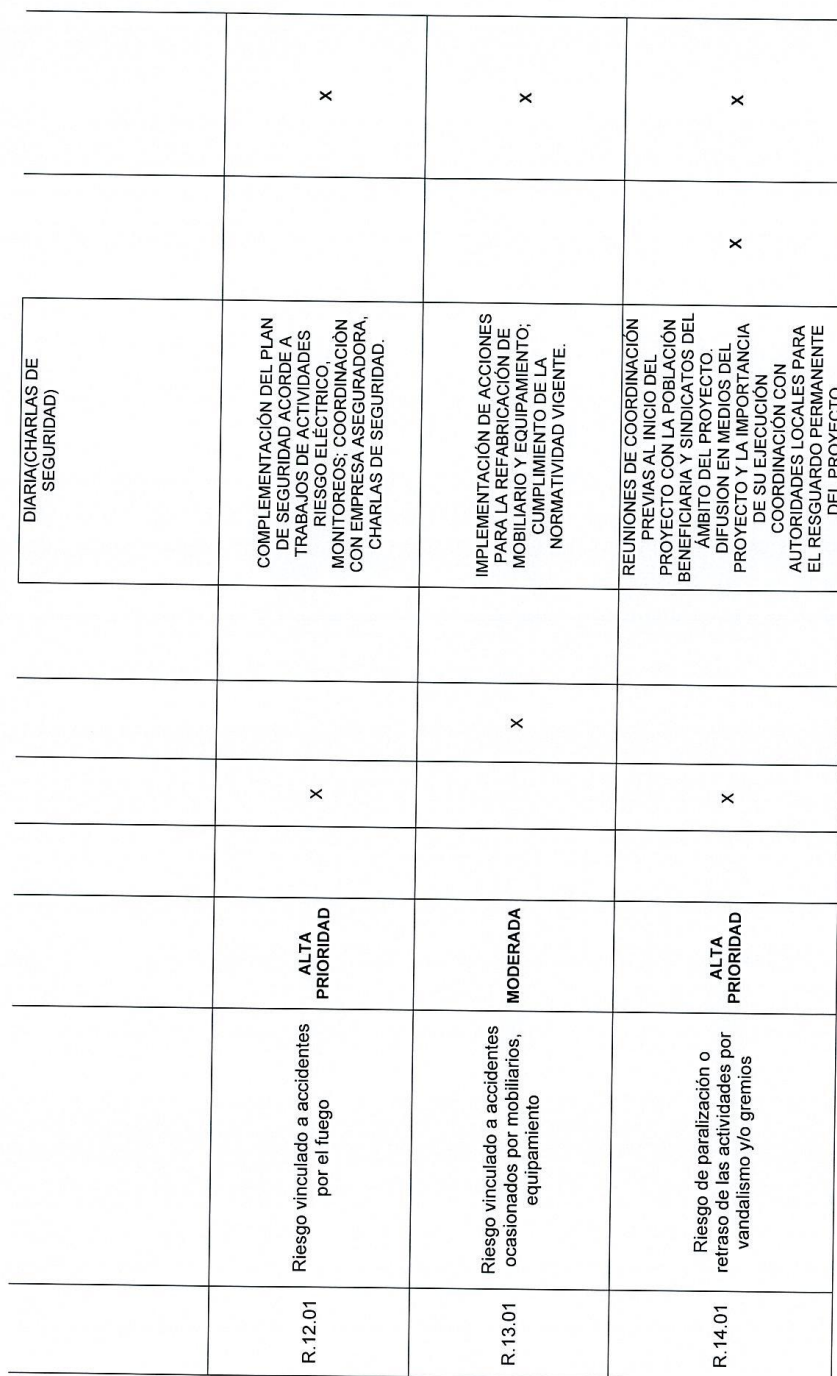 DIARIA(CHARLAS DE
SEGURIDAD)
R.12.01
Riesgo vinculado a accidentes
por el fuego
ALTA
PRIORIDAD
X
COMPLEMENTACIÓN DEL PLAN
DE SEGURIDAD ACORDE A
TRABAJOS DE ACTIVIDADES
RIESGO ELÉCTRICO,
MONITOREOS; COORDINACIÒN
CON EMPRESA ASEGURADORA,
CHARLAS DE SEGURIDAD.
X
R.13.01
Riesgo vinculado a accidentes
ocasionados por mobiliarios,
equipamiento
MODERADA
X
IMPLEMENTACIÓN DE ACCIONES
PARA LA REFABRICACIÓN DE
MOBILIARIO Y EQUIPAMIENTO;
CUMPLIMIENTO DE LA
NORMATIVIDAD VIGENTE.
X
R.14.01
Riesgo de paralización o
retraso de las actividades por
vandalismo y/o gremios
ALTA
PRIORIDAD
X
REUNIONES DE COORDINACIÓN
PREVIAS AL INICIO DEL
PROYECTO CON LA POBLACIÓN
BENEFICIARIA Y SINDICATOS DEL
ÁMBITO DEL PROYECTO.
DIFUSION EN MEDIOS DEL
PROYECTO Y LA IMPORTANCIA
DE SU EJECUCIÓN
COORDINACIÓN CON
AUTORIDADES LOCALES PARA
EL RESGUARDO PERMANENTE
DEL PROYECTO
X
X